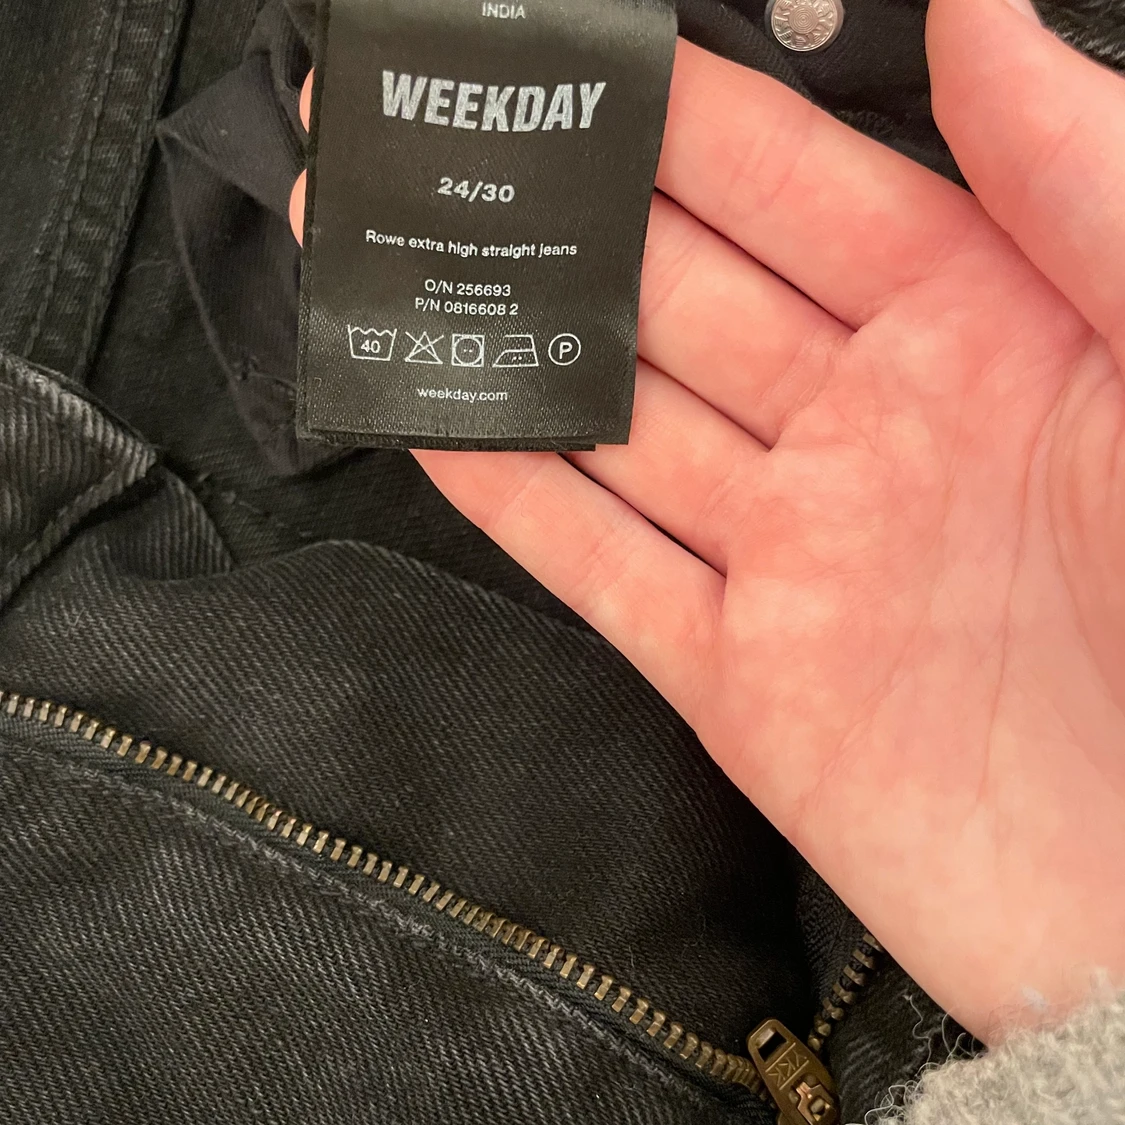 INDIA
WEEKDAY
24/30
Rowe extra high straight jeans
O/N 256693
P/N 0816608 2
40
P
weekday.com